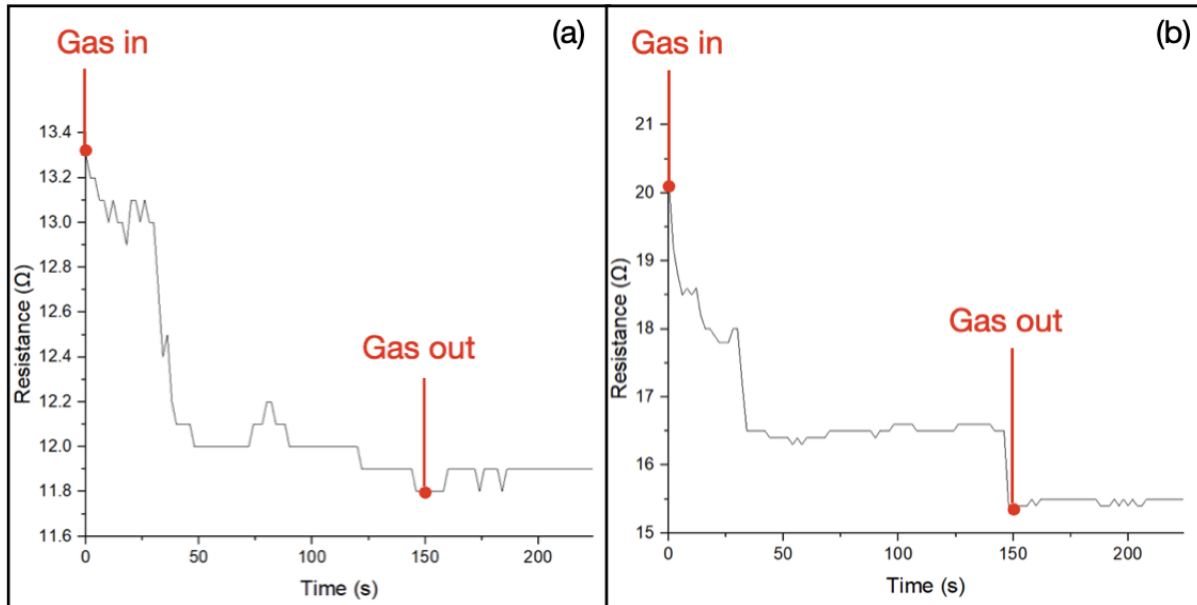 (a)
Gas in
13.4
13.2
13.0
12.8
12.6
12.4
12.2
12.0
11.8
11.6
Resistance (Ω)
Gas out
0 50 100 150 200
Time (s)
(b)
Gas in
21
20
19
18
17
16
15
Resistance (Ω)
Gas out
0 50 100 150 200
Time (s)